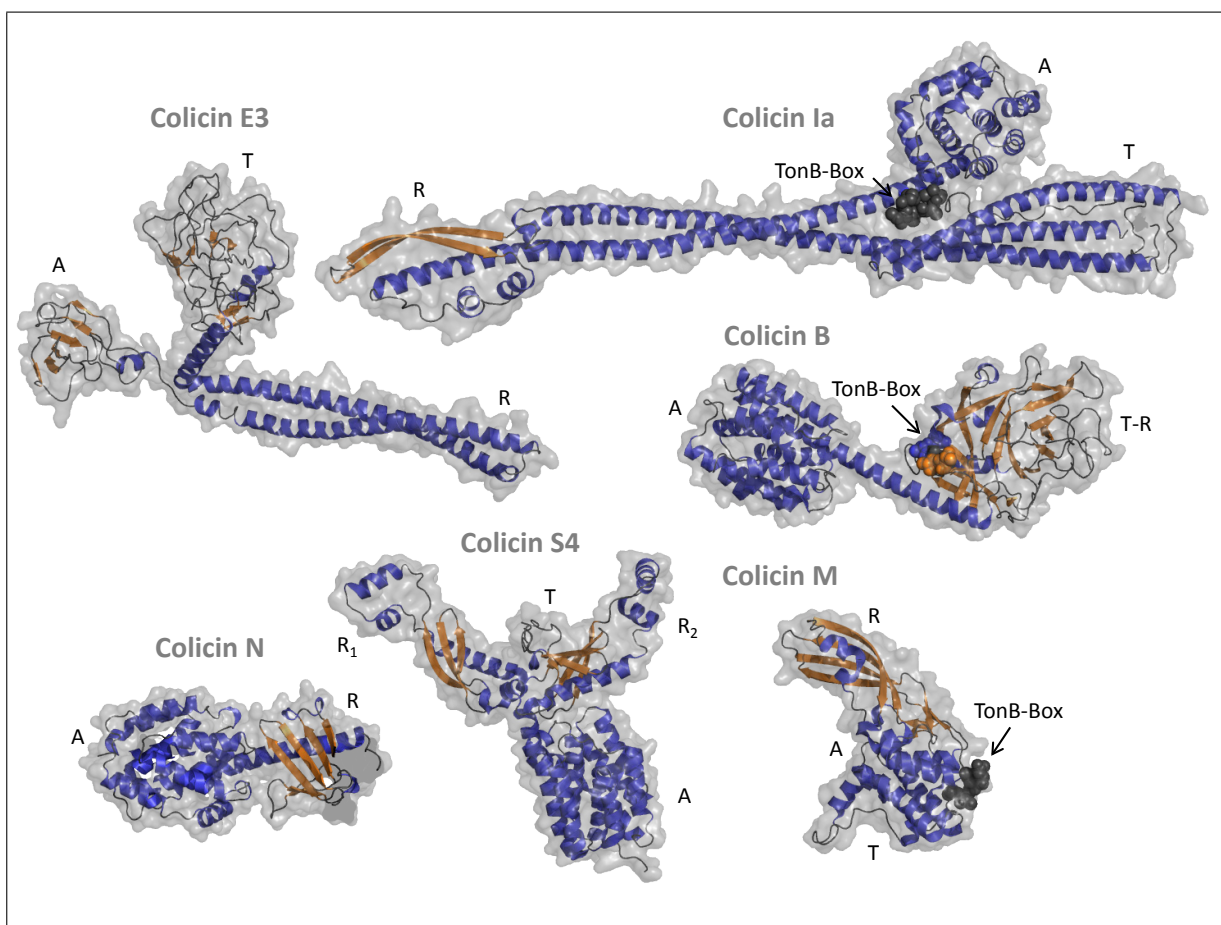 Colicin E3
T
A
R
Colicin Ia
A
TonB-Box
T
R
Colicin B
TonB-Box
A
T-R
Colicin S4
T
R1
R2
A
Colicin N
R
A
Colicin M
R
TonB-Box
A
T